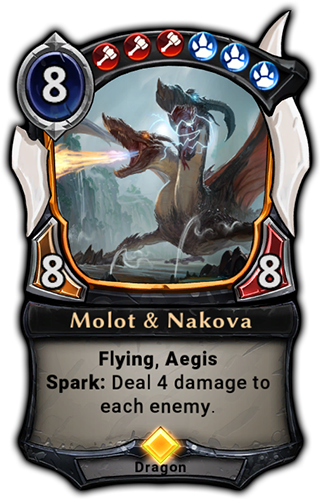 8
Molot & Nakova
8
8
Flying, Aegis
Spark: Deal 4 damage to
each enemy.
Dragon